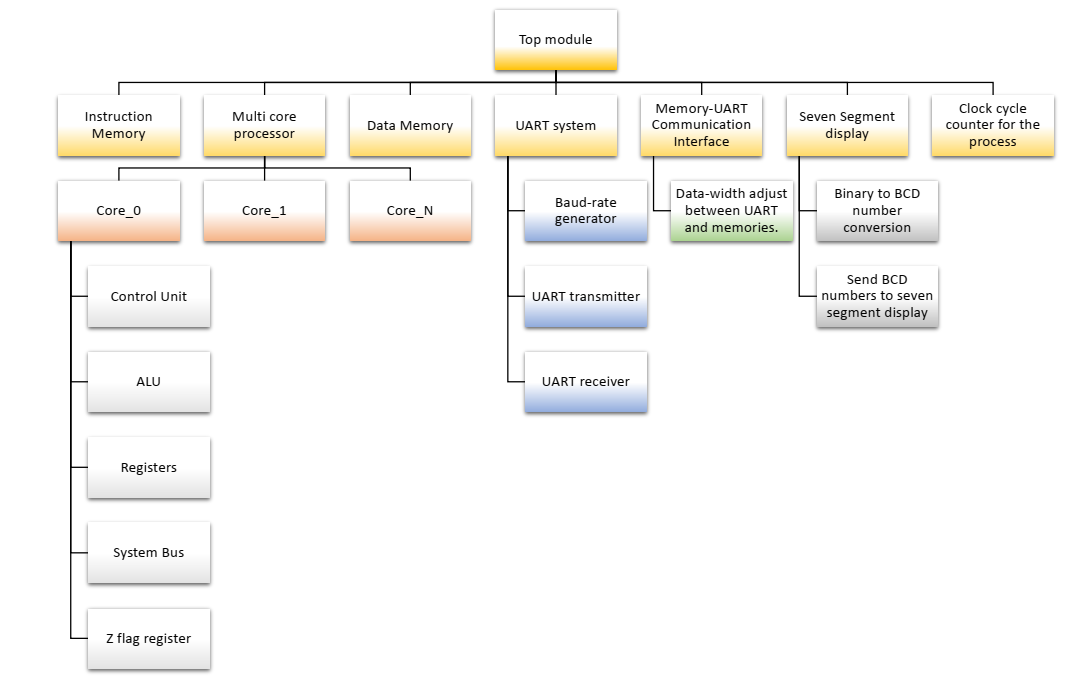 Top module
Instruction
Memory
Multi core
processor
Data Memory
UART system
Memory-UART
Communication
Interface
Seven Segment
display
Clock cycle
counter for the
process
Core_0
Core_1
Core_N
Baud-rate
generator
Data-width adjust
between UART
and memories.
Binary to BCD
number
conversion
Control Unit
UART transmitter
Send BCD
numbers to seven
segment display
ALU
UART receiver
Registers
System Bus
Z flag register